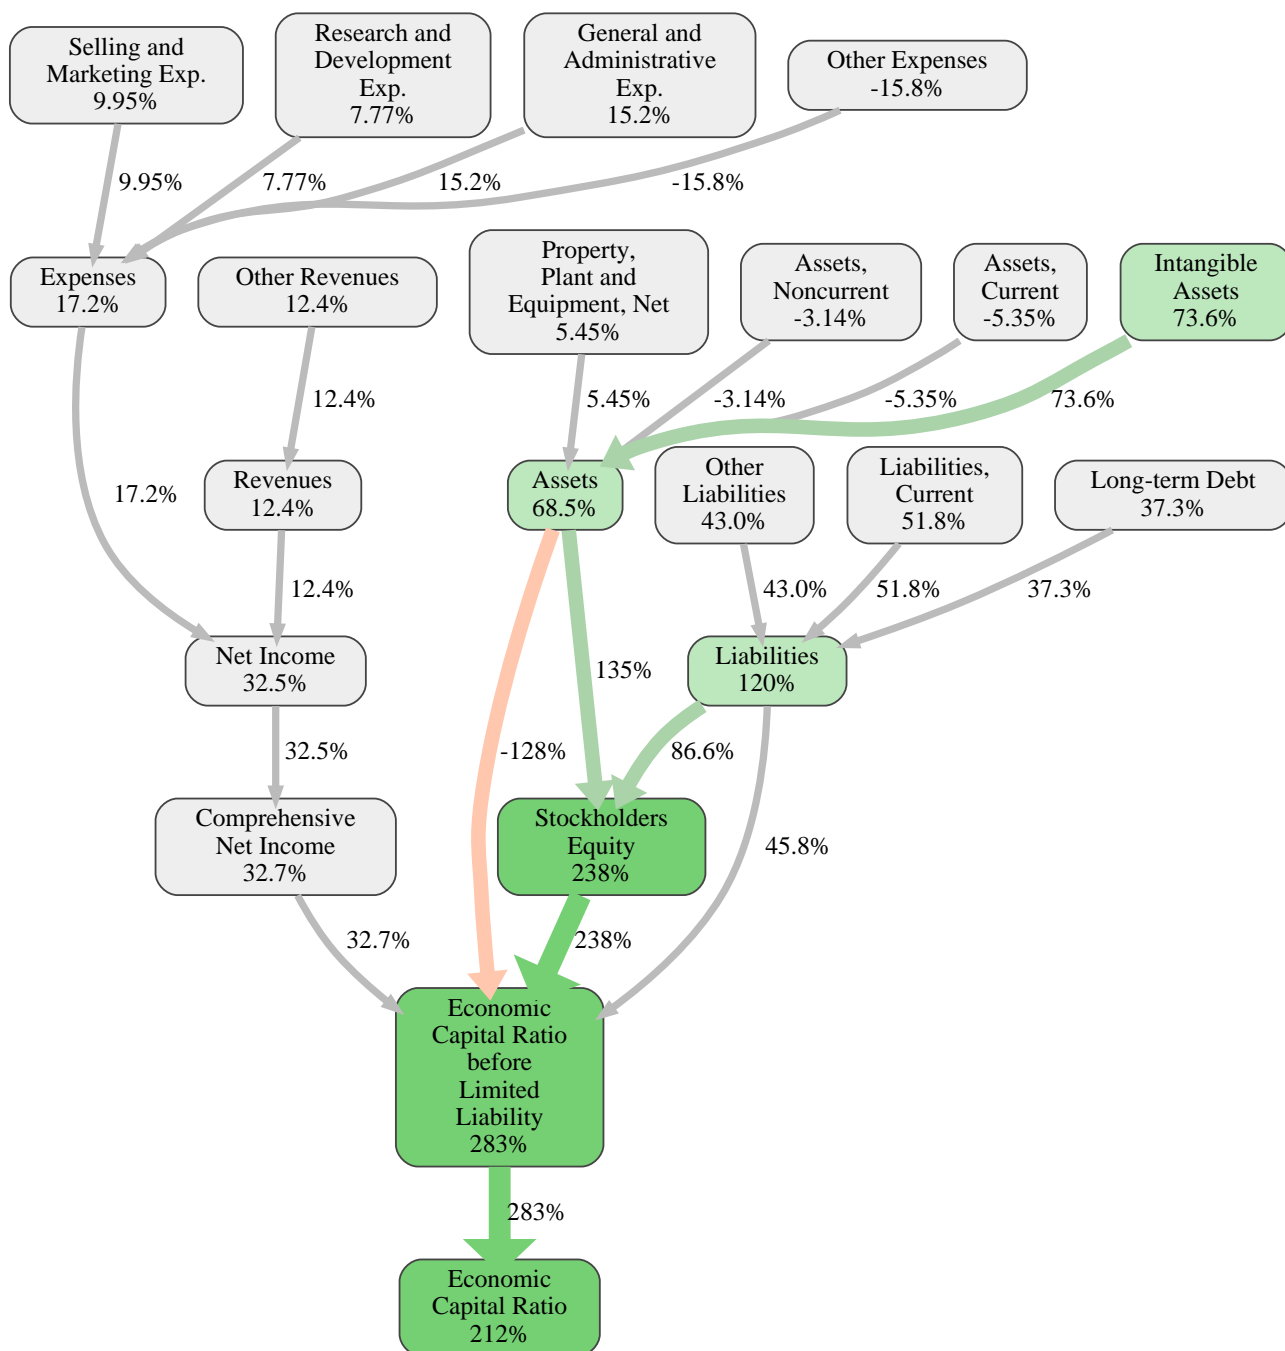 Selling and
Marketing Exp.
9.95%
Research and
Development
Exp.
7.77%
General and
Administrative
Exp.
15.2%
Other Expenses
-15.8%
9.95%
7.77%
15.2%
-15.8%
Expenses
17.2%
Other Revenues
12.4%
Property,
Plant and
Equipment, Net
5.45%
Assets,
Noncurrent
-3.14%
Assets,
Current
-5.35%
Intangible
Assets
73.6%
12.4%
5.45%
-3.14%
-5.35%
73.6%
17.2%
Revenues
12.4%
Assets
68.5%
Other
Liabilities
43.0%
Liabilities,
Current
51.8%
Long-term Debt
37.3%
12.4%
43.0%
51.8%
37.3%
Net Income
32.5%
135%
Liabilities
120%
32.5%
-128%
86.6%
Comprehensive
Net Income
32.7%
Stockholders
Equity
238%
45.8%
32.7%
238%
Economic
Capital Ratio
before
Limited
Liability
283%
283%
Economic
Capital Ratio
212%